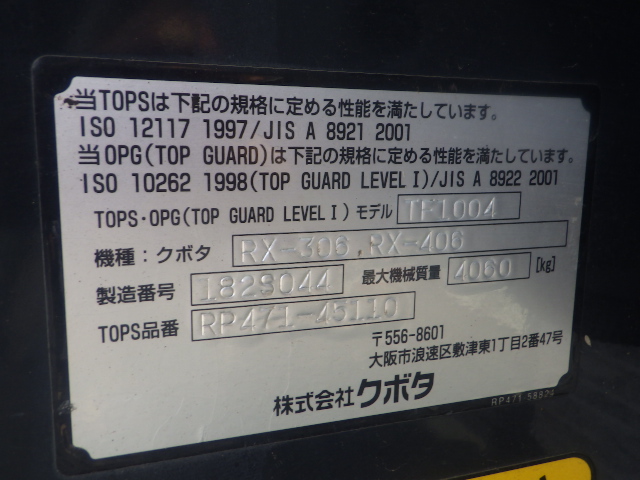 当TOPSは下記の規格に定める性能を満たしています。
ISO 12117 1997/JIS A 8921 2001
当OPG(TOP GUARD)は下記の規格に定める性能を満たしています。
ISO 10262 1998(TOP GUARD LEVEL I)/JIS A 8922 2001
TOPS・OPG(TOP GUARD LEVEL I) モデル TF1004
機種：クボタ RX-306,RX-406
製造番号 1829044 最大機械質量 4060 [kg]
TOPS品番 RP471-45110
〒556-8601
大阪市浪速区敷津東1丁目2番47号
株式会社クボタ